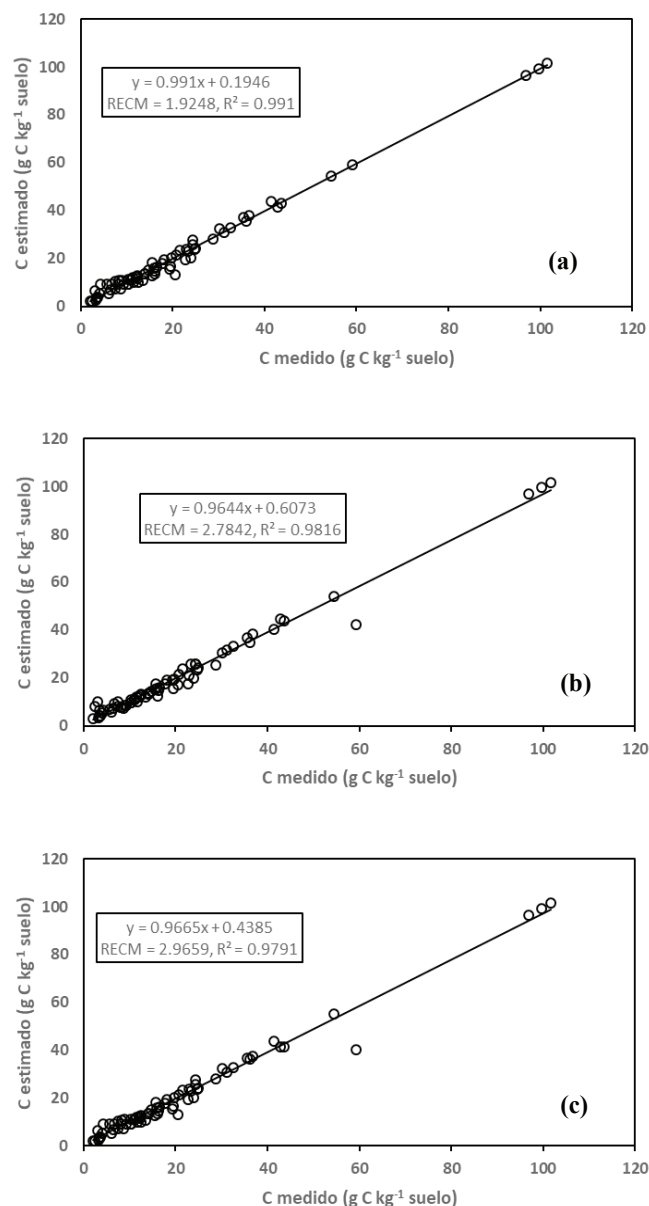 120
100
80
60
40
20
0
C estimado (g C kg⁻¹ suelo)
y = 0.991x + 0.1946
RECM = 1.9248, R² = 0.991
(a)
0 20 40 60 80 100 120
C medido (g C kg⁻¹ suelo)
120
100
80
60
40
20
0
C estimado (g C kg⁻¹ suelo)
y = 0.9644x + 0.6073
RECM = 2.7842, R² = 0.9816
(b)
0 20 40 60 80 100 120
C medido (g C kg⁻¹ suelo)
120
100
80
60
40
20
0
C estimado (g C kg⁻¹ suelo)
y = 0.9665x + 0.4385
RECM = 2.9659, R² = 0.9791
(c)
0 20 40 60 80 100 120
C medido (g C kg⁻¹ suelo)